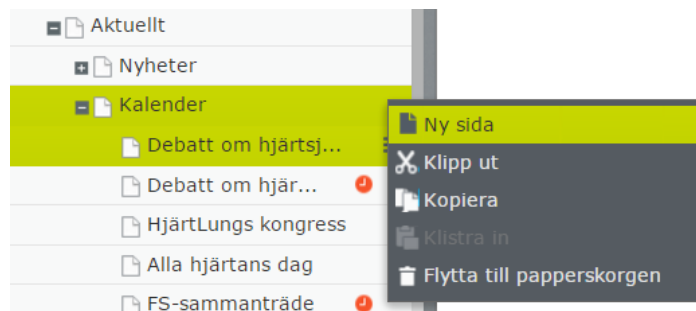 Aktuellt
Nyheter
Kalender
Debatt om hjärtsj...
Debatt om hjär...
HjärtLungs kongress
Alla hjärtans dag
FS-sammanträde
Ny sida
Klipp ut
Kopiera
Klistra in
Flytta till papperskorgen